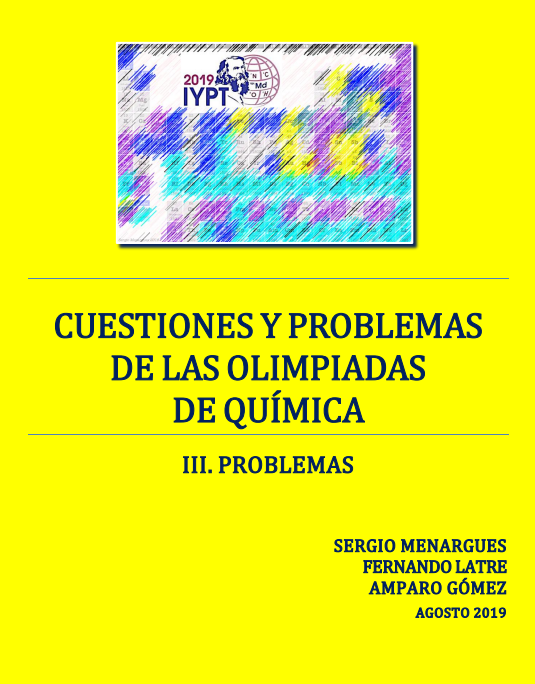 2019
IYPT
N C
Md
O H
CUESTIONES Y PROBLEMAS
DE LAS OLIMPIADAS
DE QUÍMICA
III. PROBLEMAS
SERGIO MENARGUES
FERNANDO LATRE
AMPARO GÓMEZ
AGOSTO 2019